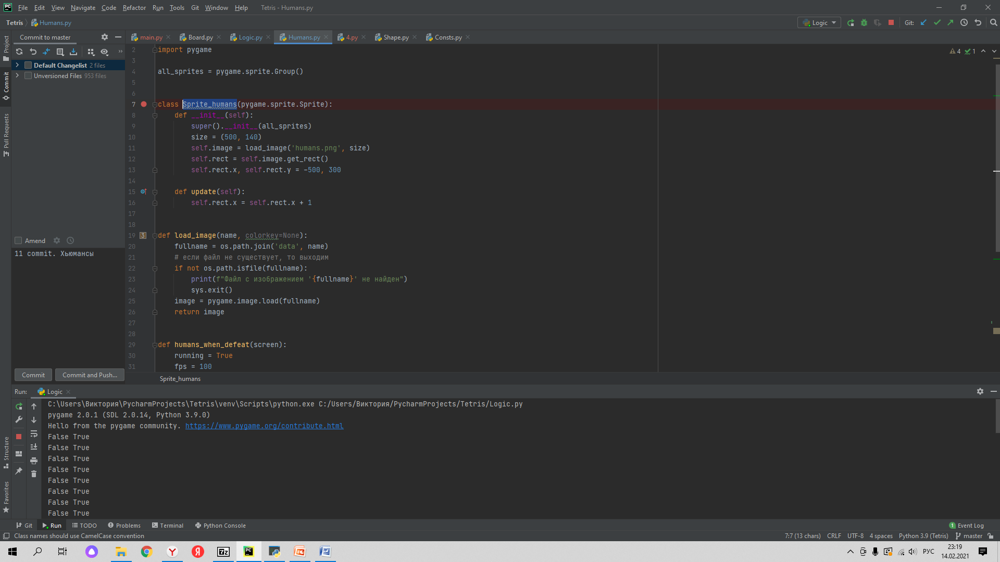 PC File Edit View Navigate Code Refactor Run Tools Git Window Help Tetris - Humans.py
Tetris Humans.py Logic Git:
Commit to master
main.py Board.py Logic.py Humans.py 4.py Shape.py Consts.py
Default Changelist 2 files
Unversioned Files 953 files
Amend
11 commit. Хьюмансы
Commit Commit and Push...
Project
Commit
Pull Requests
Structure
Favorites
4 1
2 import pygame
3
4 all_sprites = pygame.sprite.Group()
5
6
7 class Sprite_humans(pygame.sprite.Sprite):
8 def __init__(self):
9 super().__init__(all_sprites)
10 size = (500, 140)
11 self.image = load_image('humans.png', size)
12 self.rect = self.image.get_rect()
13 self.rect.x, self.rect.y = -500, 300
14
15 def update(self):
16 self.rect.x = self.rect.x + 1
17
18
19 3 def load_image(name, colorkey=None):
20 fullname = os.path.join('data', name)
21 # если файл не существует, то выходим
22 if not os.path.isfile(fullname):
23 print(f"Файл с изображением '{fullname}' не найден")
24 sys.exit()
25 image = pygame.image.load(fullname)
26 return image
27
28
29 def humans_when_defeat(screen):
30 running = True
31 fps = 100
Sprite_humans
Run: Logic
C:\Users\Виктория\PycharmProjects\Tetris\venv\Scripts\python.exe C:/Users/Виктория/PycharmProjects/Tetris/Logic.py
pygame 2.0.1 (SDL 2.0.14, Python 3.9.0)
Hello from the pygame community. https://www.pygame.org/contribute.html
False True
False True
False True
False True
False True
False True
False True
False True
Git Run TODO Problems Terminal Python Console 1 Event Log
Class names should use CamelCase convention 7:7 (13 chars) CRLF UTF-8 4 spaces Python 3.9 (Tetris) master
Y Я 7z PC W РУС 23:19
14.02.2021